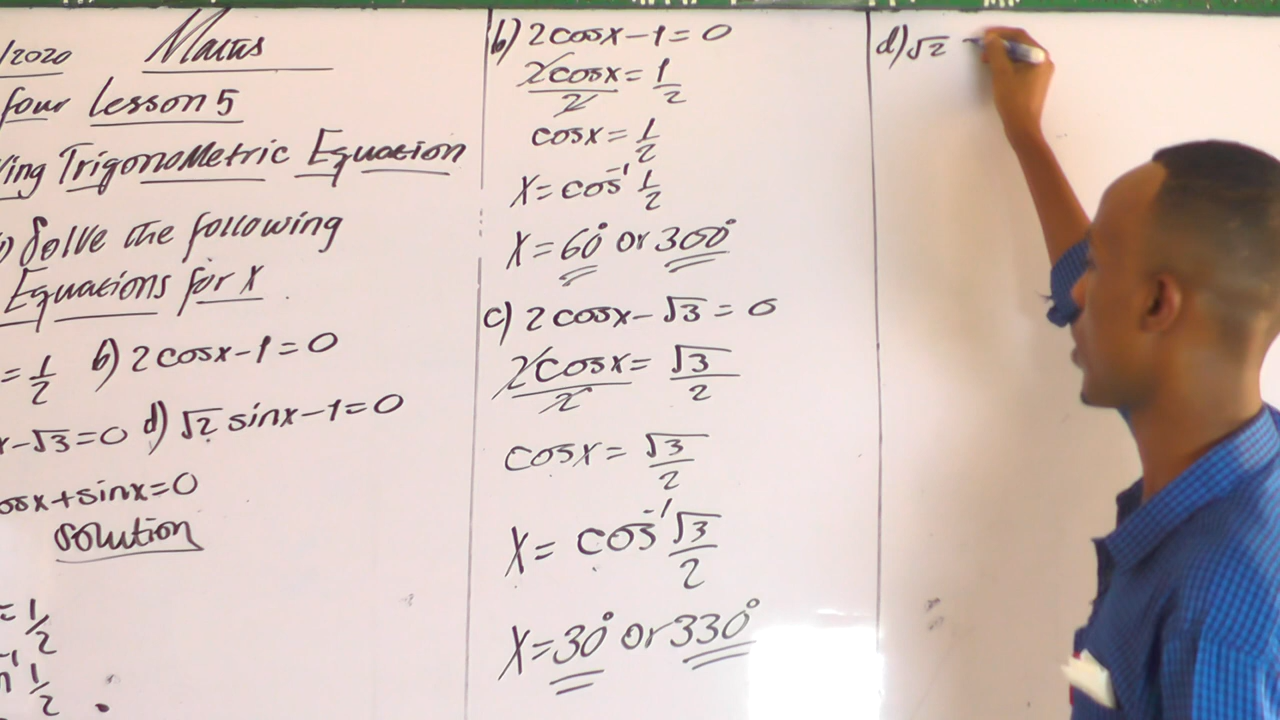 /2020 Maths
four Lesson 5
ving Trigonometric Equation
Solve the following
Equations for X
= 1/2 b) 2cosx-1=0
x-√3=0 d) √2 sinx-1=0
osx+sinx=0
solution
= 1/2
1/2
b) 2cosx-1=0
2cosx/2 = 1/2
cosx = 1/2
X = cos⁻¹ 1/2
X = 60° or 300°
c) 2cosx-√3=0
2cosx/2 = √3/2
cosx = √3/2
X = cos⁻¹ √3/2
X = 30° or 330°
d) √2